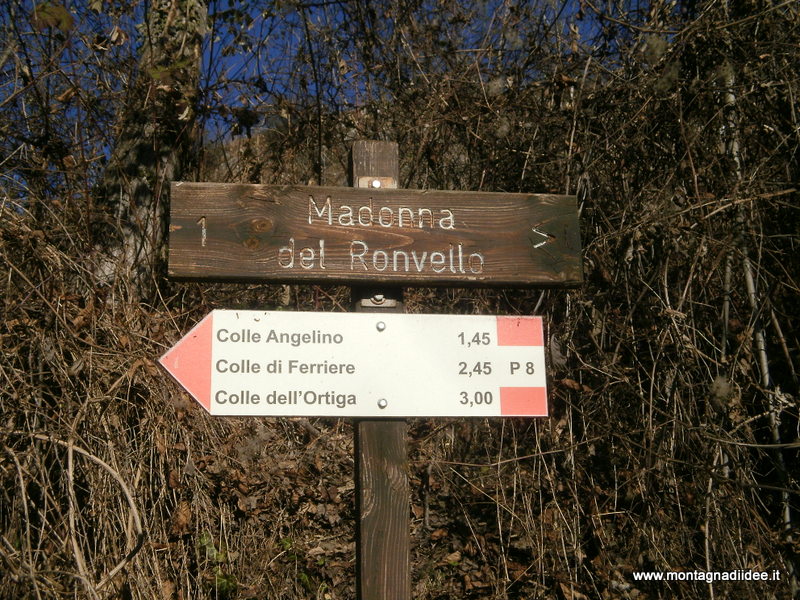 Madonna
1 del Ronvello
Colle Angelino 1,45
Colle di Ferriere 2,45 P 8
Colle dell'Ortiga 3,00
www.montagnadiidee.it